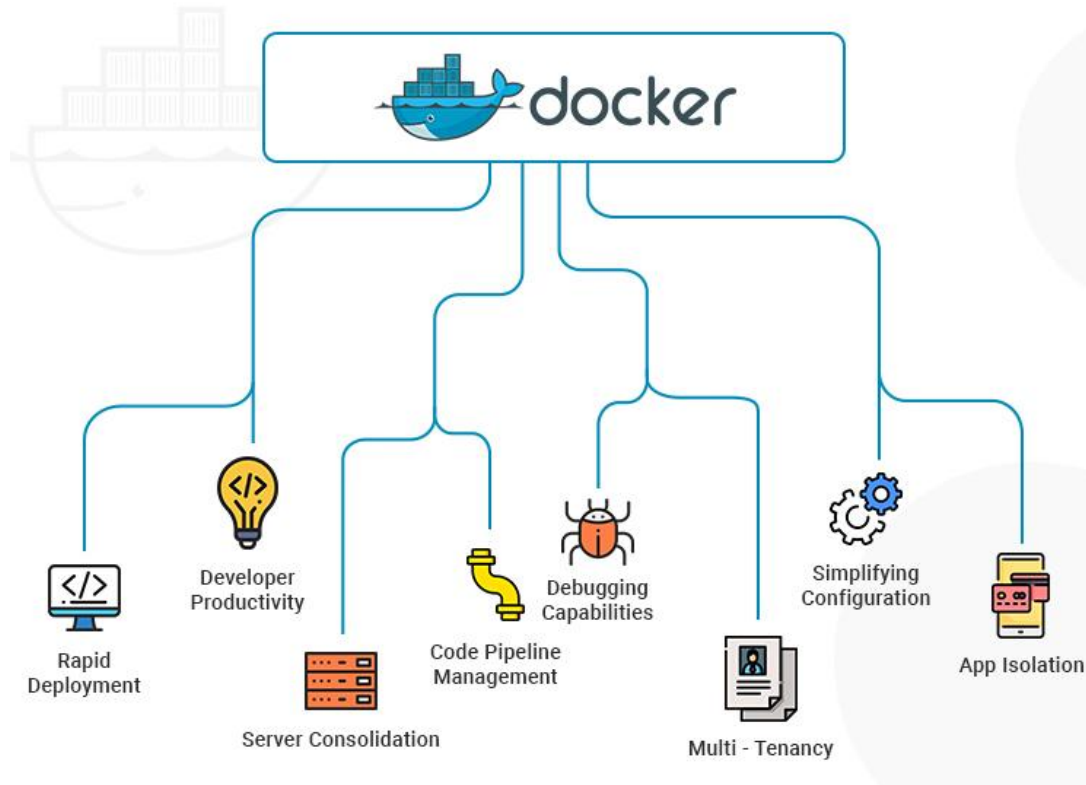 docker
Rapid
Deployment
Developer
Productivity
Server Consolidation
Code Pipeline
Management
Debugging
Capabilities
Multi - Tenancy
Simplifying
Configuration
App Isolation